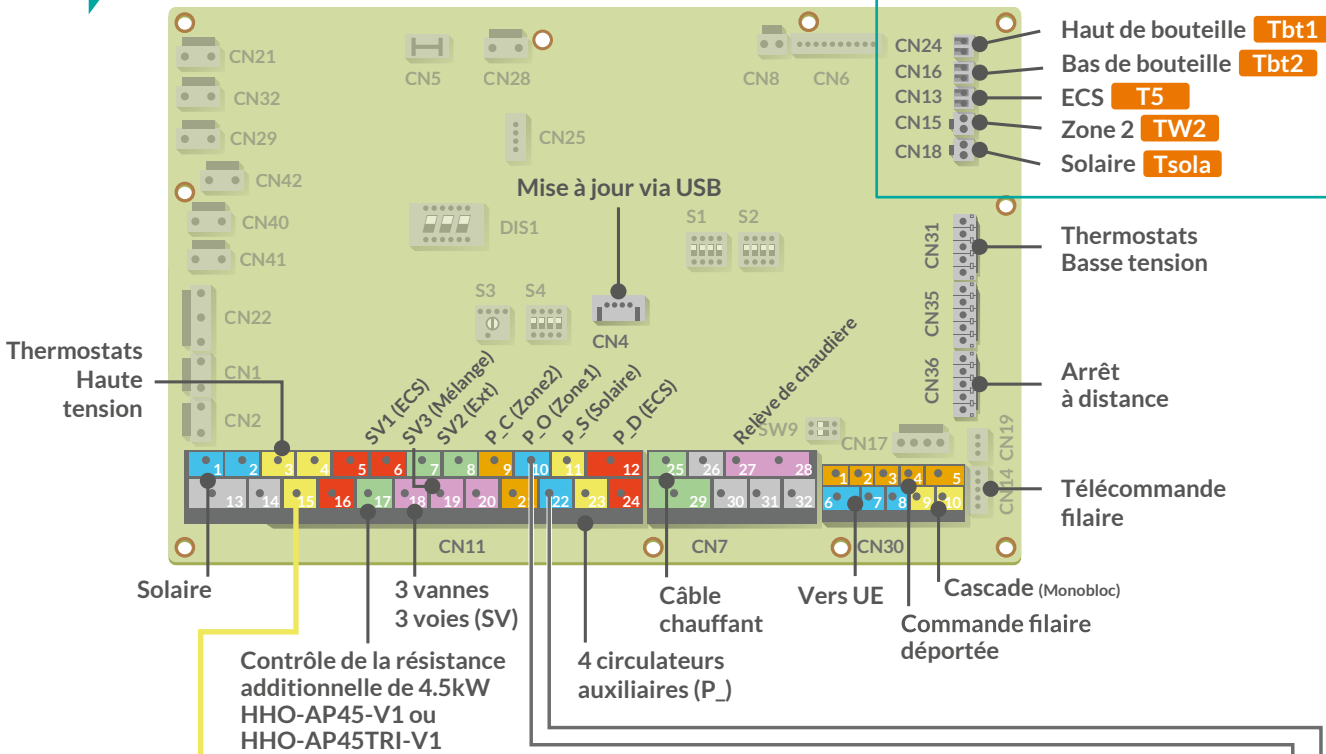 CN21
CN32
CN29
CN42
CN40
CN41
CN22
CN1
CN2
CN5
CN28
CN25
CN8
CN6
CN24
CN16
CN13
CN15
CN18
Haut de bouteille Tbt1
Bas de bouteille Tbt2
ECS T5
Zone 2 TW2
Solaire Tsola
Mise à jour via USB
DIS1
S1
S2
S3
S4
CN4
CN31
CN35
CN36
Thermostats
Basse tension
Arrêt
à distance
Thermostats
Haute
tension
SV1 (ECS)
SV3 (Mélange)
SV2 (Ext)
P_C (Zone2)
P_O (Zone1)
P_S (Solaire)
P_D (ECS)
Relève de chaudière
SW9
CN17
CN19
CN14
Télécommande
filaire
1 2 3 4 5 6 7 8 9 10 11 12
13 14 15 16 17 18 19 20 21 22 23 24
25 26 27 28
29 30 31 32
1 2 3 4 5
6 7 8 9 10
CN11
CN7
CN30
Solaire
3 vannes
3 voies (SV)
Contrôle de la résistance
additionnelle de 4.5kW
HHO-AP45-V1 ou
HHO-AP45TRI-V1
4 circulateurs
auxiliaires (P_)
Câble
chauffant
Vers UE
Cascade (Monobloc)
Commande filaire
déportée